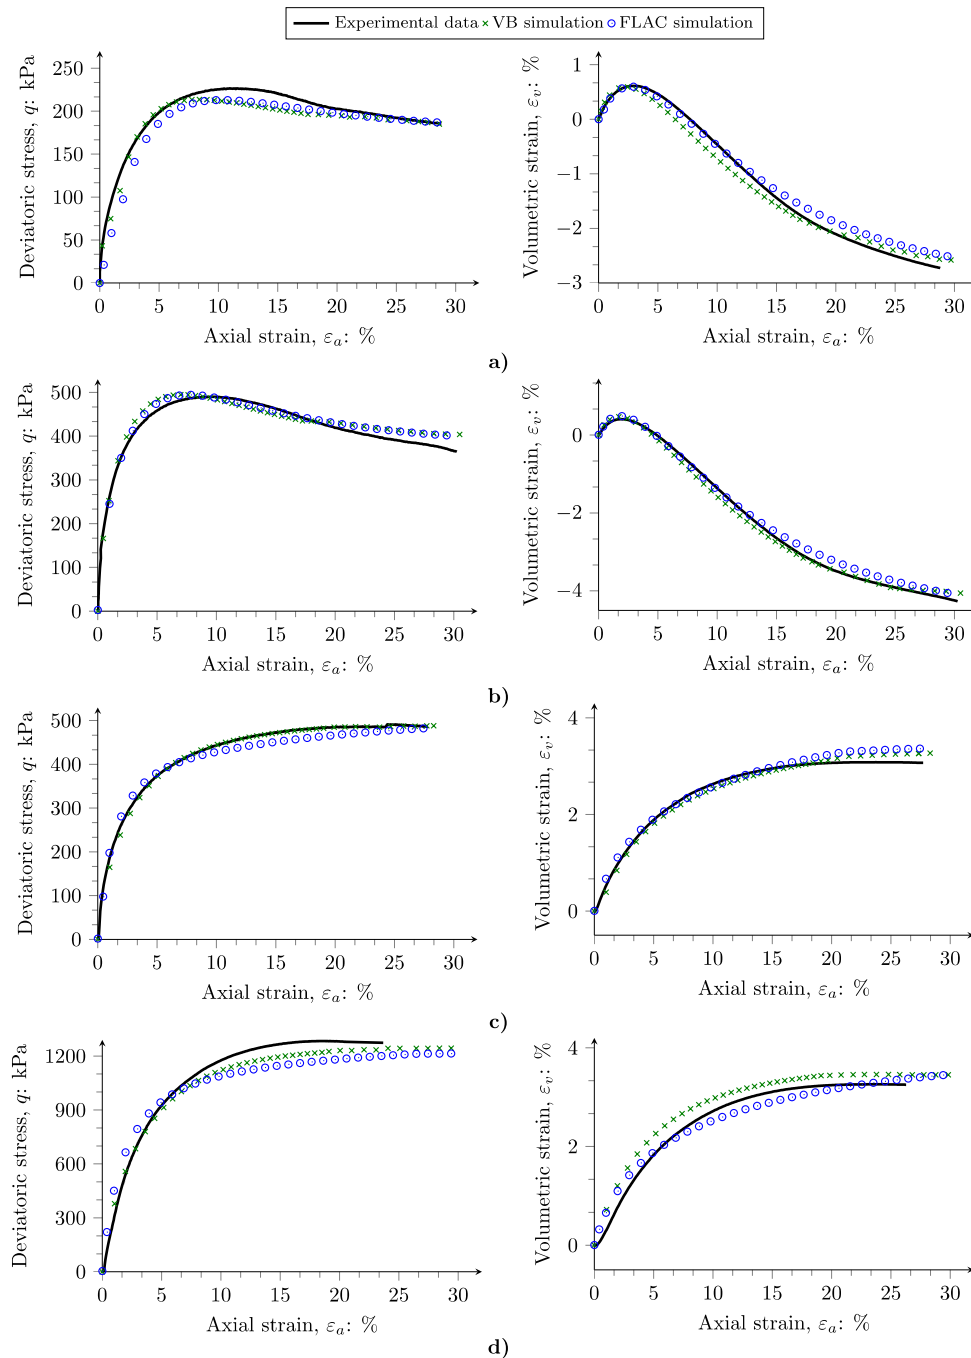 Experimental data VB simulation FLAC simulation
Deviatoric stress, q: kPa
250
200
150
100
50
0
0 5 10 15 20 25 30
Axial strain, εa: %
Volumetric strain, εv: %
1
0
−1
−2
−3
0 5 10 15 20 25 30
Axial strain, εa: %
a)
Deviatoric stress, q: kPa
500
400
300
200
100
0
0 5 10 15 20 25 30
Axial strain, εa: %
Volumetric strain, εv: %
0
−2
−4
0 5 10 15 20 25 30
Axial strain, εa: %
b)
Deviatoric stress, q: kPa
500
400
300
200
100
0
0 5 10 15 20 25 30
Axial strain, εa: %
Volumetric strain, εv: %
4
2
0
0 5 10 15 20 25 30
Axial strain, εa: %
c)
Deviatoric stress, q: kPa
1200
900
600
300
0
0 5 10 15 20 25 30
Axial strain, εa: %
Volumetric strain, εv: %
4
2
0
0 5 10 15 20 25 30
Axial strain, εa: %
d)